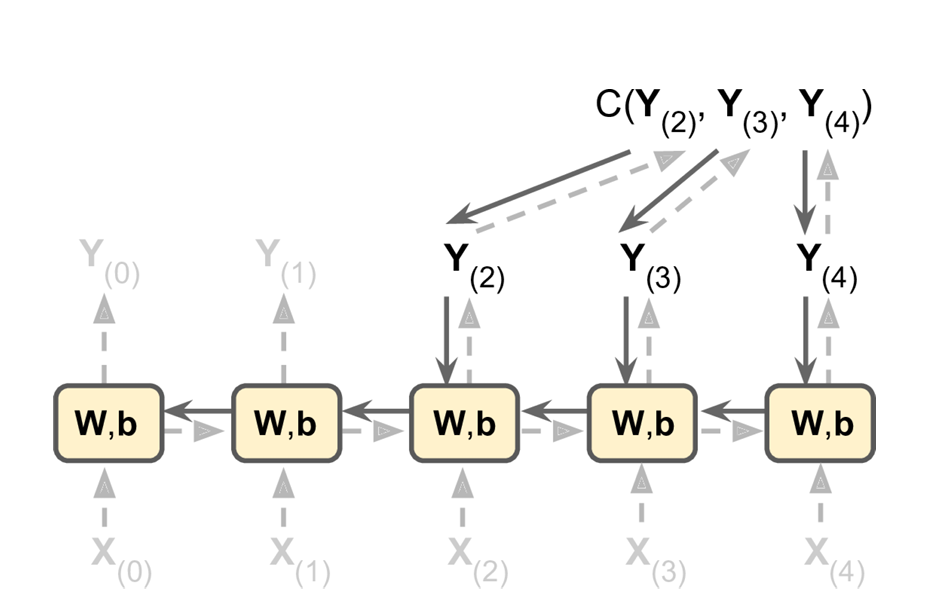 C(Y(2), Y(3), Y(4))
Y(0) Y(1) Y(2) Y(3) Y(4)
W,b W,b W,b W,b W,b
X(0) X(1) X(2) X(3) X(4)